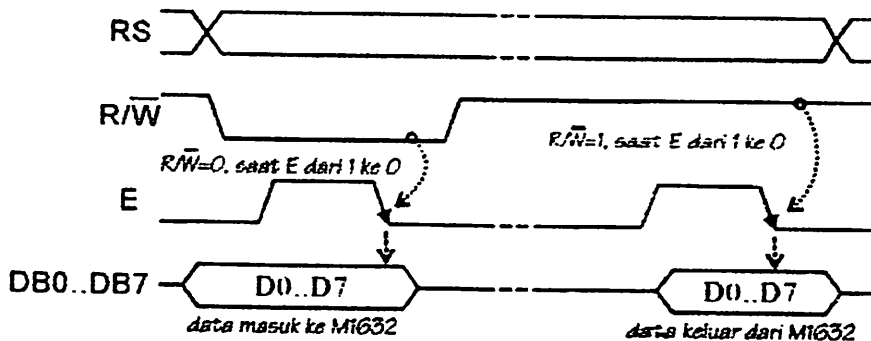 RS
R/W̅
R/W̅=0, saat E dari 1 ke 0
R/W̅=1, saat E dari 1 ke 0
E
DB0..DB7
D0..D7
D0..D7
data masuk ke M1632
data keluar dari M1632